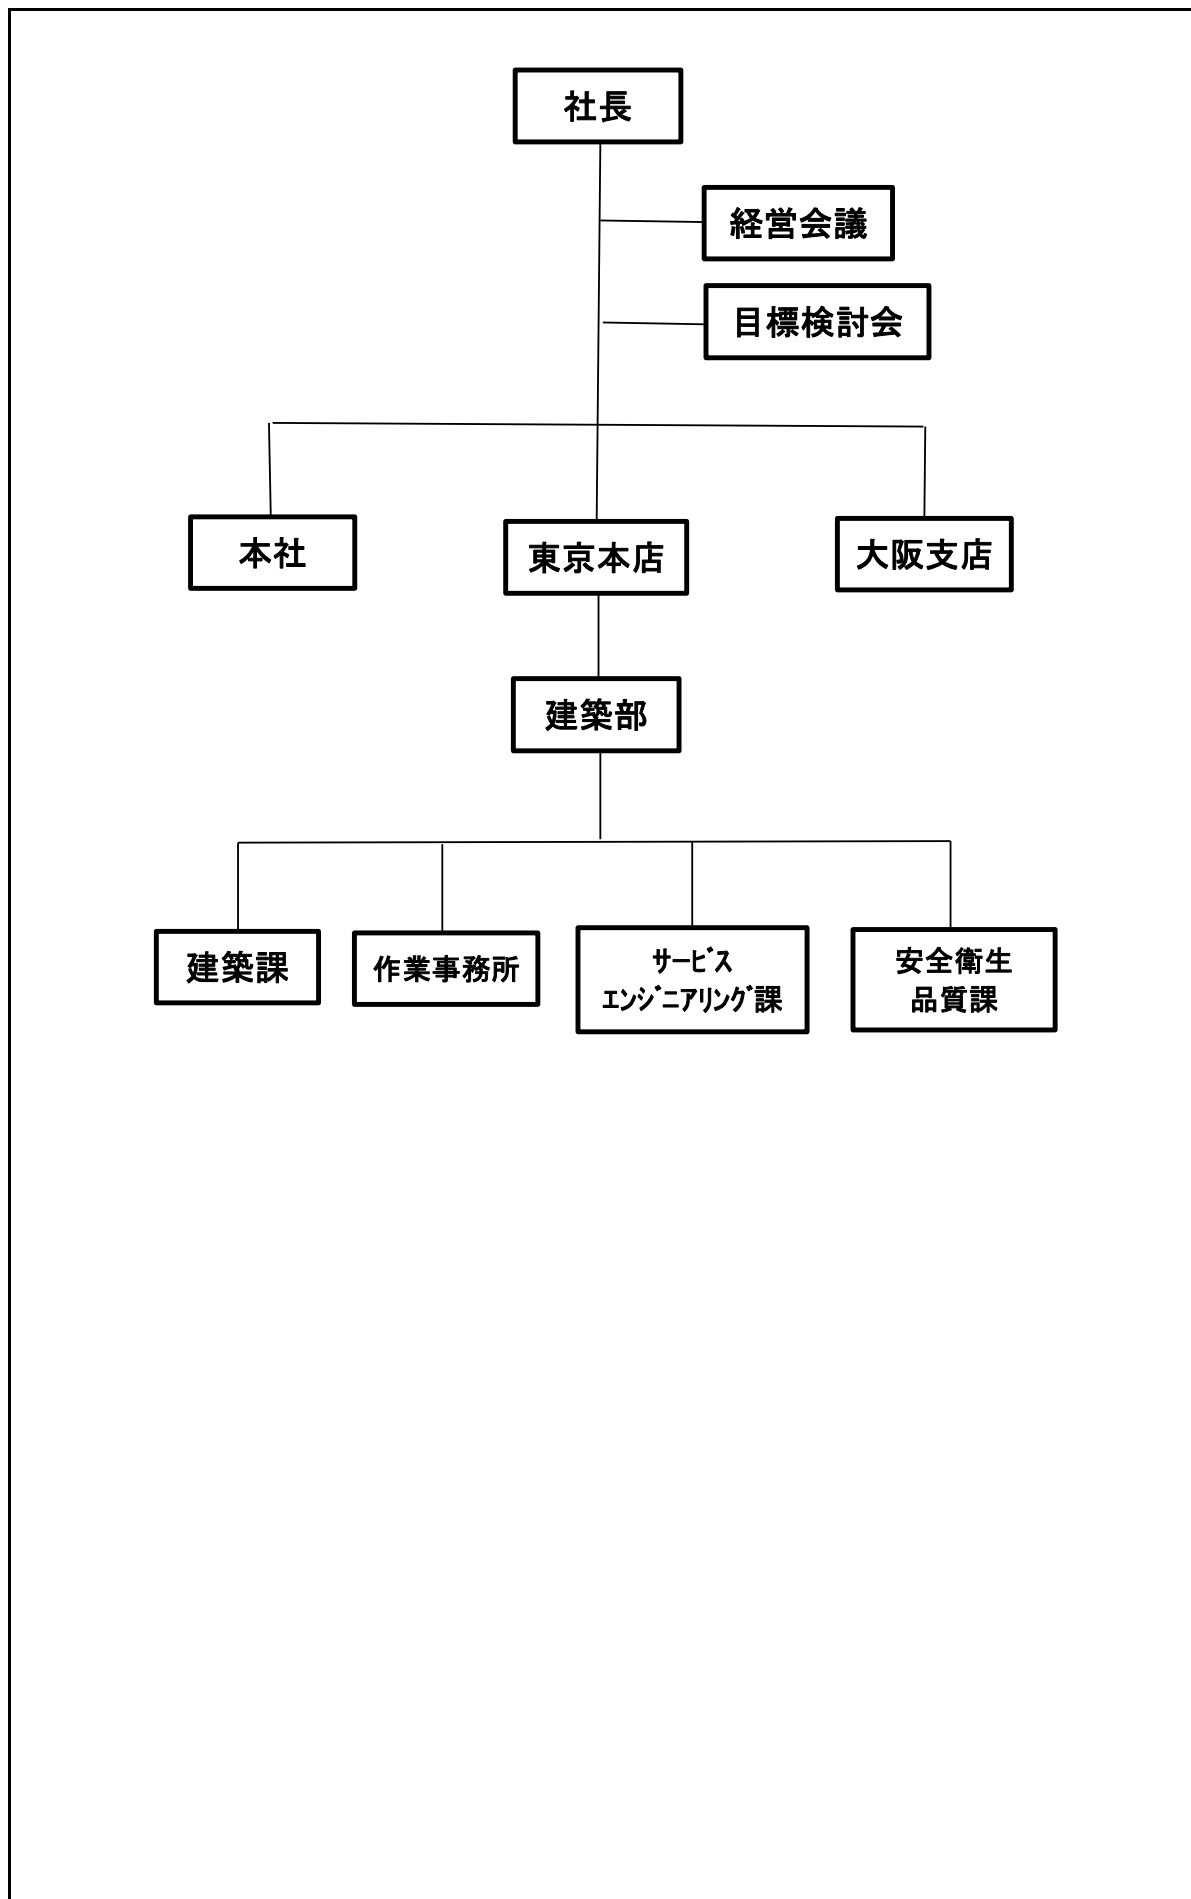 社長
経営会議
目標検討会
本社
東京本店
大阪支店
建築部
建築課
作業事務所
ｻｰﾋﾞｽ
ｴﾝｼﾞﾆｱﾘﾝｸﾞ課
安全衛生
品質課